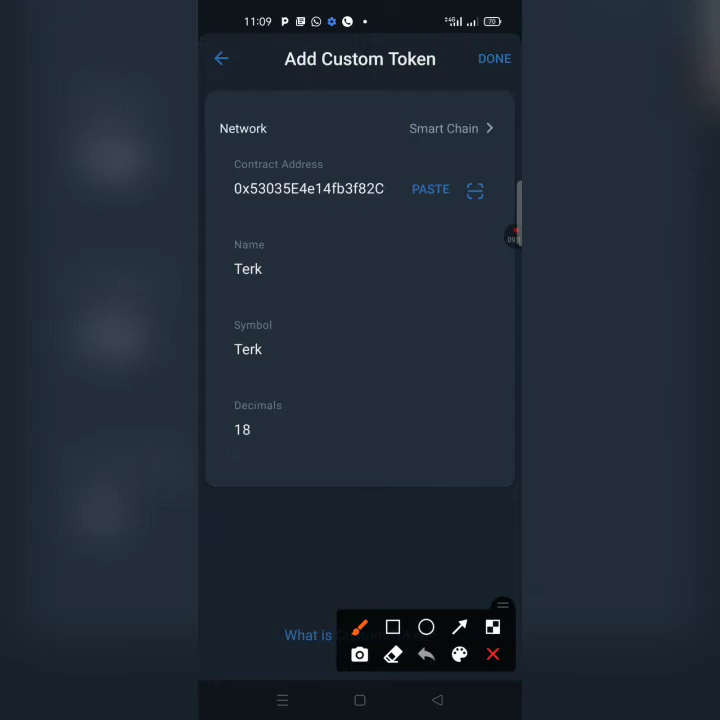 11:09
70
Add Custom Token
DONE
Network
Smart Chain
Contract Address
0x53035E4e14fb3f82C
PASTE
Name
Terk
Symbol
Terk
Decimals
18
What is